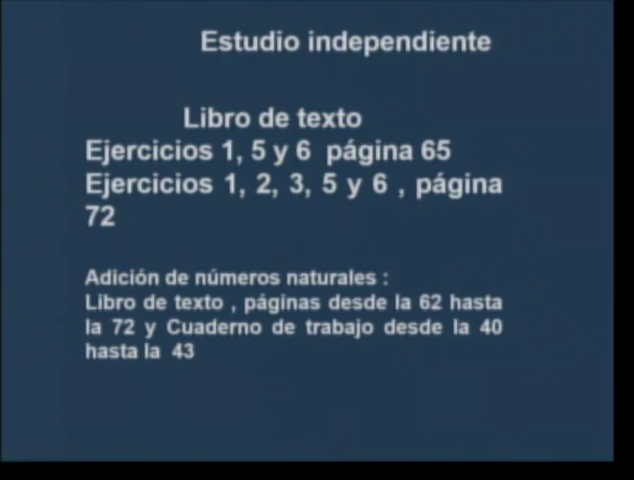 Estudio independiente
Libro de texto
Ejercicios 1, 5 y 6 página 65
Ejercicios 1, 2, 3, 5 y 6 , página
72
Adición de números naturales :
Libro de texto , páginas desde la 62 hasta
la 72 y Cuaderno de trabajo desde la 40
hasta la 43